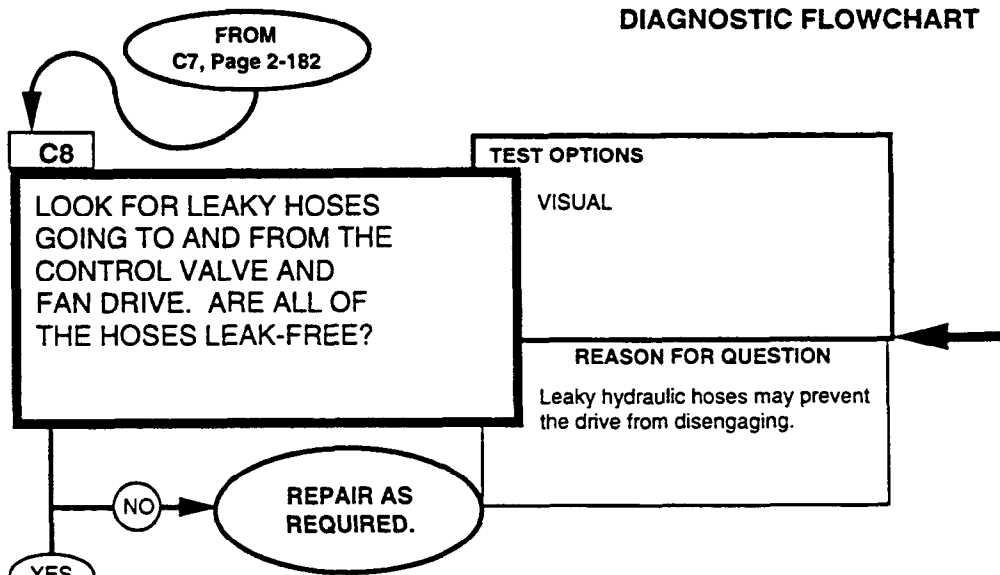 DIAGNOSTIC FLOWCHART
FROM
C7, Page 2-182
C8
LOOK FOR LEAKY HOSES
GOING TO AND FROM THE
CONTROL VALVE AND
FAN DRIVE. ARE ALL OF
THE HOSES LEAK-FREE?
TEST OPTIONS
VISUAL
REASON FOR QUESTION
Leaky hydraulic hoses may prevent
the drive from disengaging.
NO
REPAIR AS
REQUIRED.
YES